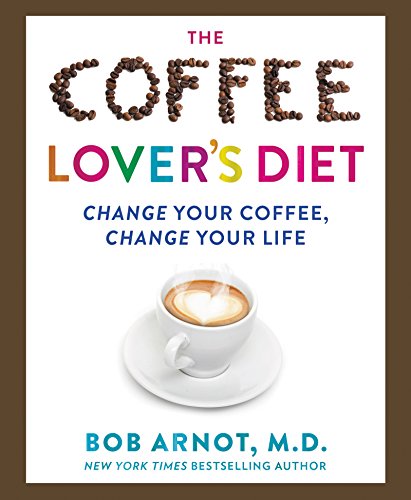 THE
COFFEE
LOVER'S DIET
CHANGE YOUR COFFEE,
CHANGE YOUR LIFE
BOB ARNOT, M.D.
NEW YORK TIMES BESTSELLING AUTHOR